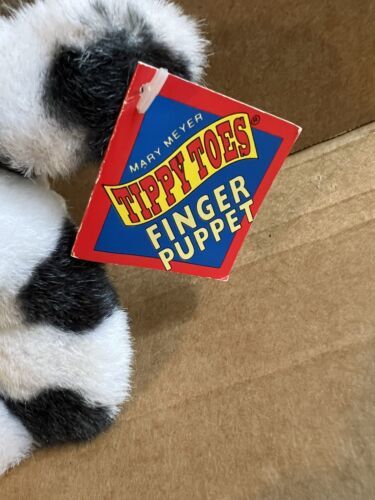 MARY MEYER
TIPPY TOES®
FINGER
PUPPET